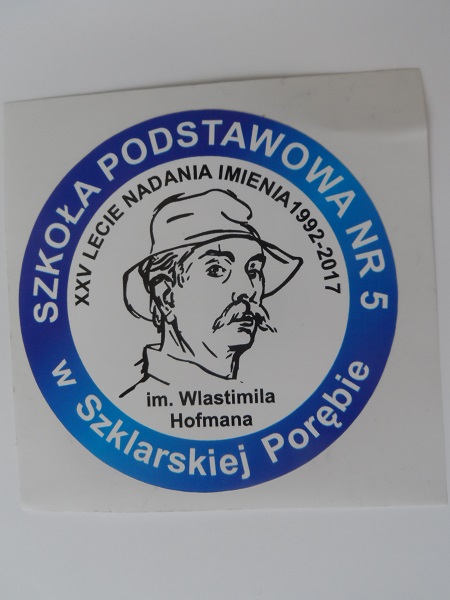 SZKOŁA PODSTAWOWA NR 5
XXV LECIE NADANIA IMIENIA 1992-2017
im. Wlastimila
Hofmana
w Szklarskiej Porębie